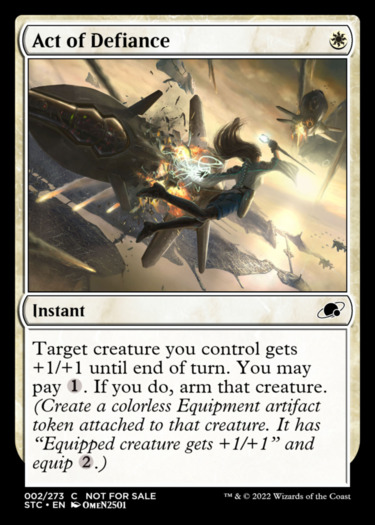 Act of Defiance
Instant
Target creature you control gets
+1/+1 until end of turn. You may
pay 1. If you do, arm that creature.
(Create a colorless Equipment artifact
token attached to that creature. It has
“Equipped creature gets +1/+1” and
equip 2.)
002/273 C NOT FOR SALE
STC • EN OmeN2501
™ & © 2022 Wizards of the Coast